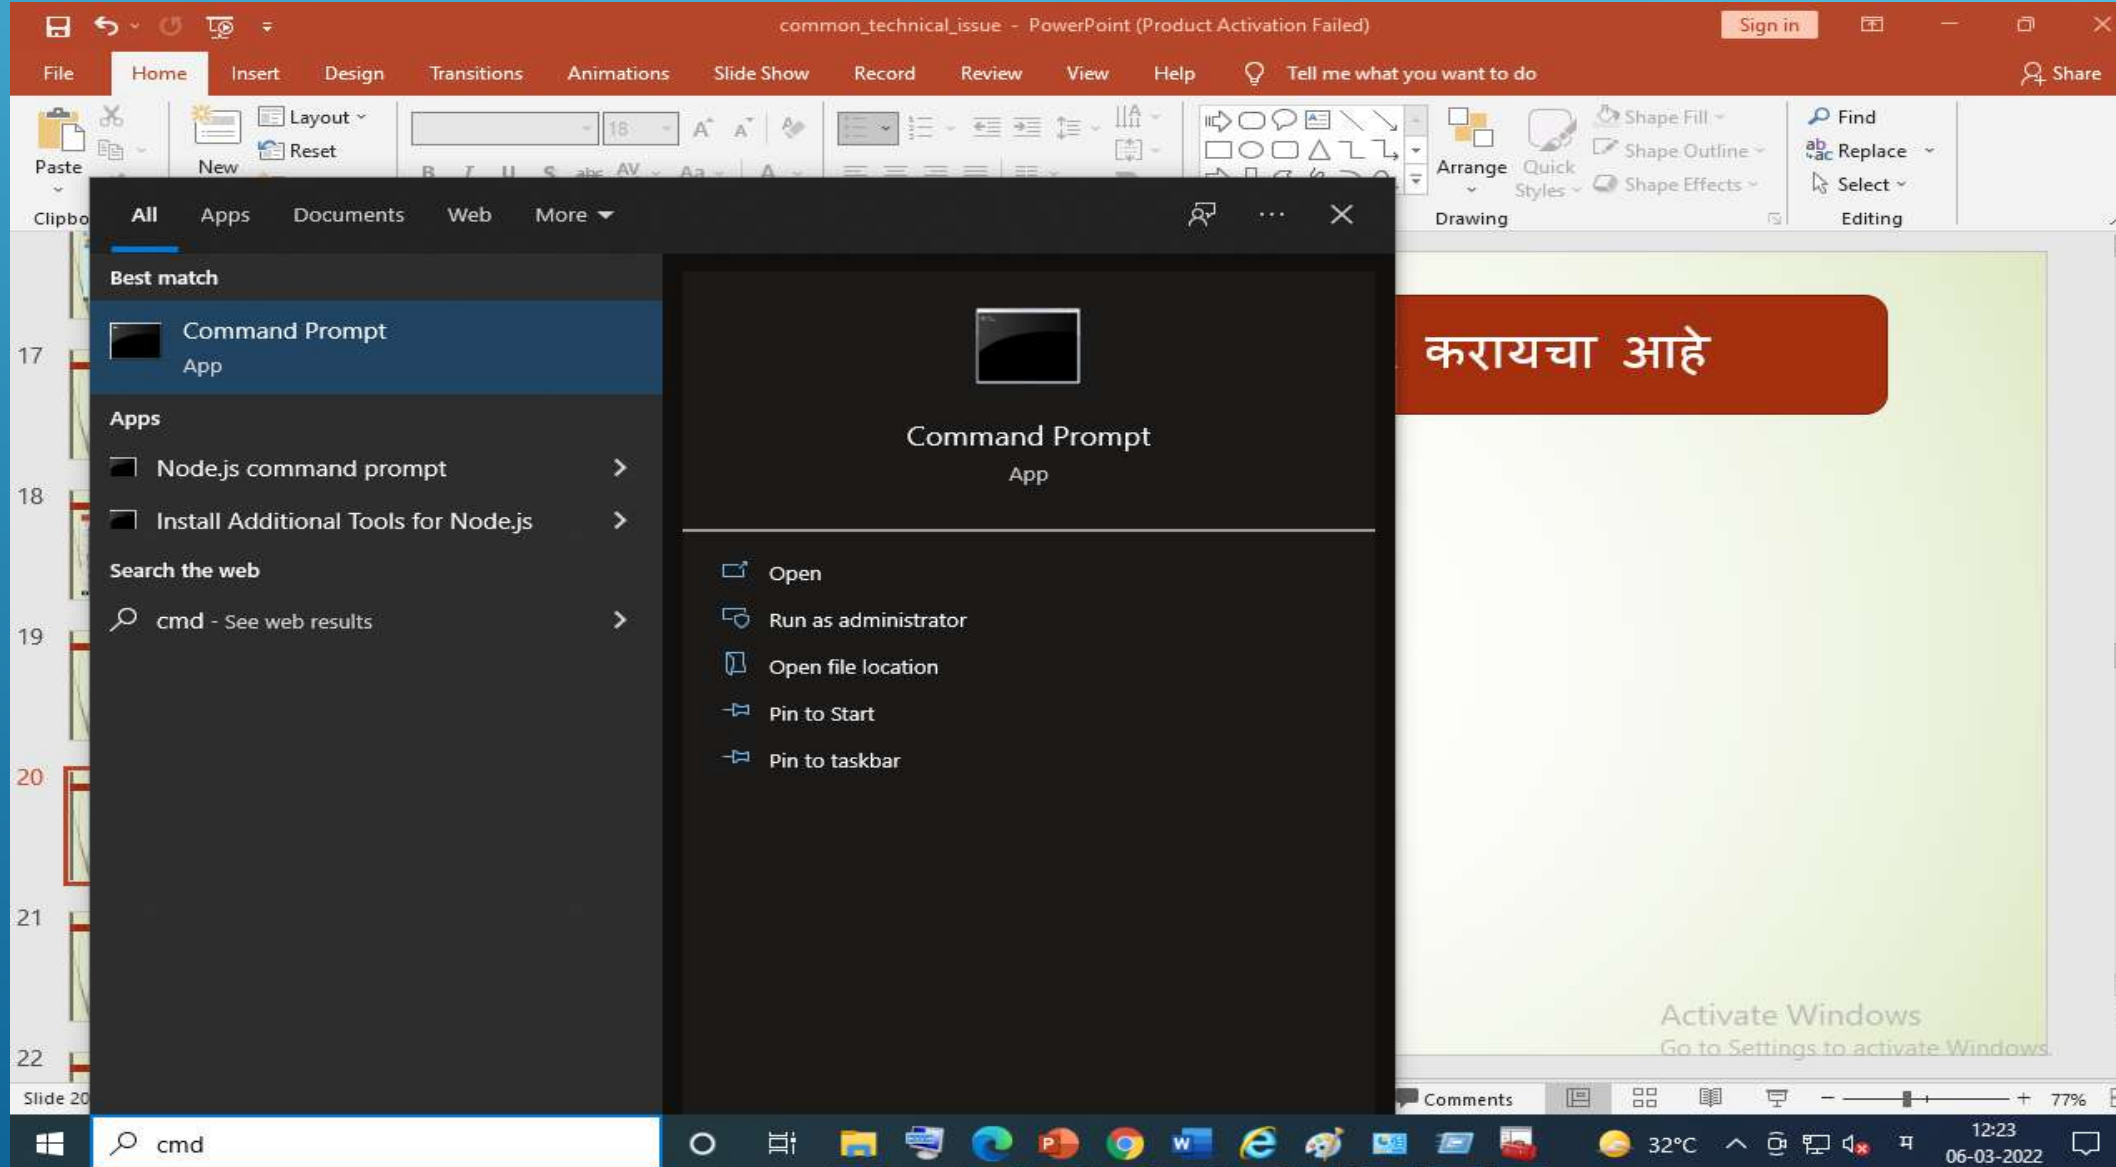 common_technical_issue - PowerPoint (Product Activation Failed)
Sign in
File Home Insert Design Transitions Animations Slide Show Record Review View Help Tell me what you want to do Share
Paste
New
Layout
Reset
18
Arrange
Quick
Styles
Shape Fill
Shape Outline
Shape Effects
Find
Replace
Select
Clipbo
Drawing
Editing
All Apps Documents Web More
Best match
Command Prompt
App
Apps
Node.js command prompt
Install Additional Tools for Node.js
Search the web
cmd - See web results
Command Prompt
App
Open
Run as administrator
Open file location
Pin to Start
Pin to taskbar
करायचा आहे
17
18
19
20
21
22
Activate Windows
Go to Settings to activate Windows.
Slide 20
Comments
77%
cmd
32°C
म
12:23
06-03-2022